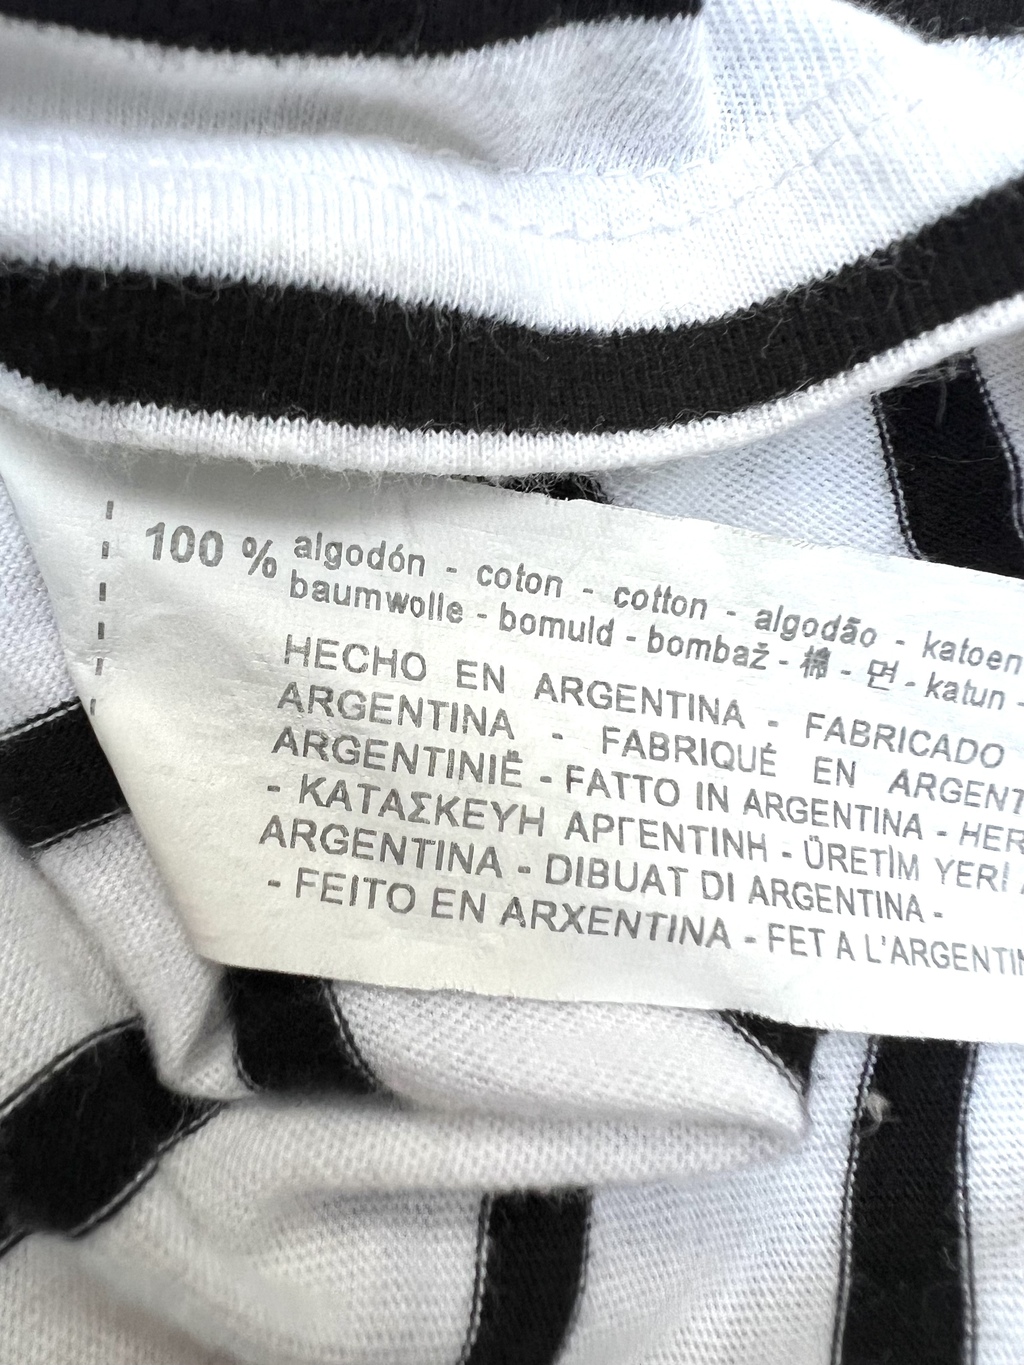 100 % algodón - coton - cotton - algodão - katoen
baumwolle - bomuld - bombaž - 棉 - 면 - katun -
HECHO EN ARGENTINA - FABRICADO
ARGENTINA - FABRIQUÉ EN ARGENT
ARGENTINIË - FATTO IN ARGENTINA - HER
- ΚΑΤΑΣΚΕΥΗ ΑΡΓΕΝΤΙΝΗ - ÜRETİM YERİ
ARGENTINA - DIBUAT DI ARGENTINA -
- FEITO EN ARXENTINA - FET A L'ARGENTIN